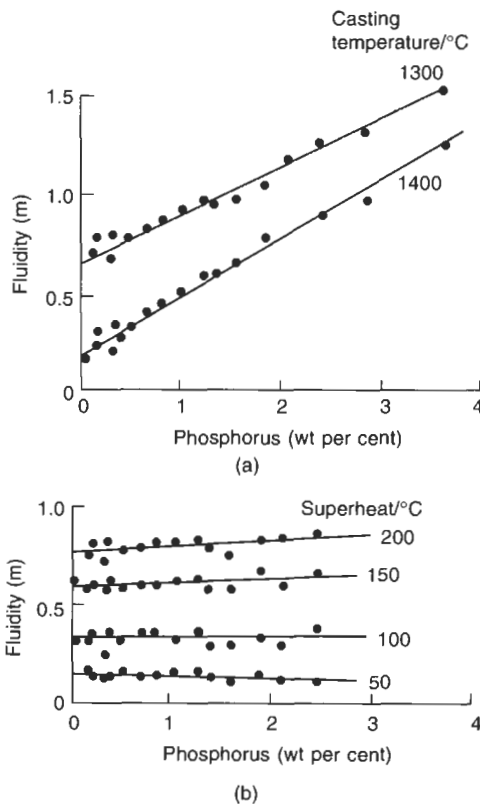 Casting
temperature/°C
1300
1400
1.5
1.0
0.5
0
Fluidity (m)
0 1 2 3 4
Phosphorus (wt per cent)
(a)
Superheat/°C
200
150
100
50
1.0
0.5
0
Fluidity (m)
0 1 2 3 4
Phosphorus (wt per cent)
(b)